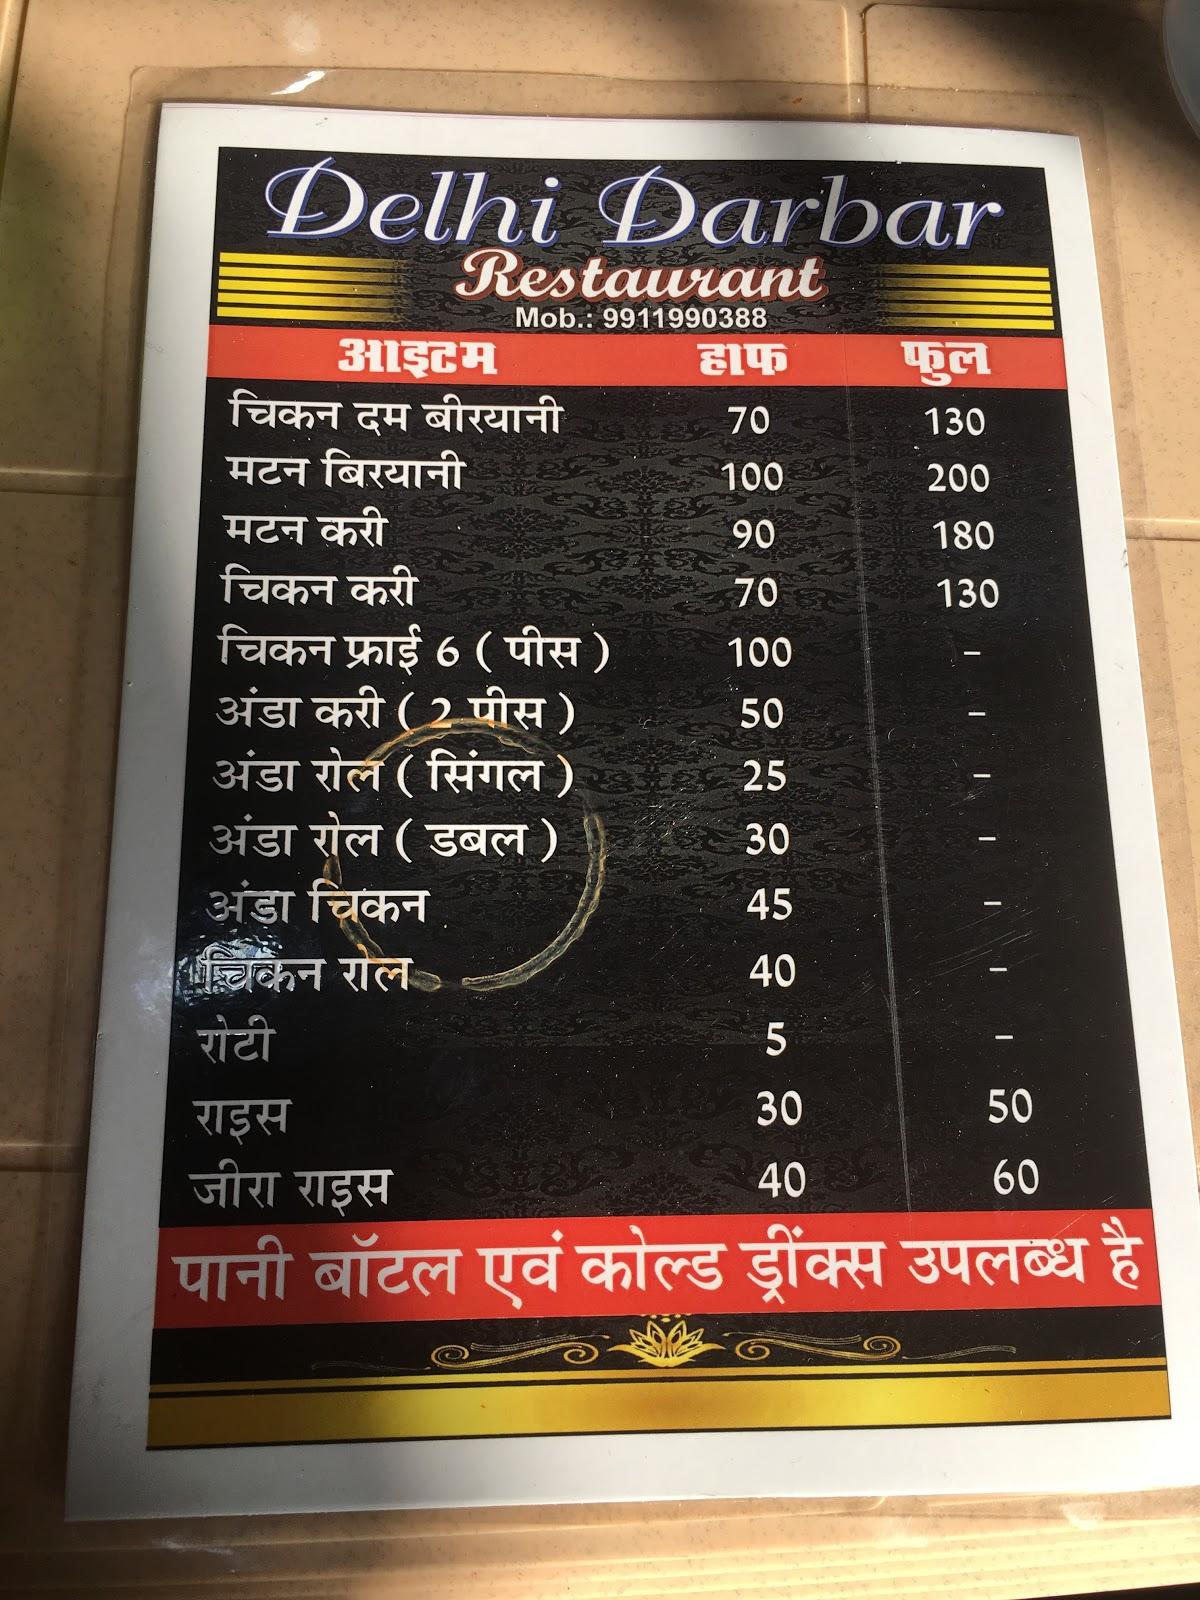 Delhi Darbar
Restaurant
Mob.: 9911990388
आइटम हाफ फुल
चिकन दम बीरयानी 70 130
मटन बिरयानी 100 200
मटन करी 90 180
चिकन करी 70 130
चिकन फ्राई 6 ( पीस ) 100 –
अंडा करी ( 2 पीस ) 50 –
अंडा रोल ( सिंगल ) 25 –
अंडा रोल ( डबल ) 30 –
अंडा चिकन 45 –
चिकन राल 40 –
रोटी 5 –
राइस 30 50
जीरा राइस 40 60
पानी बॉटल एवं कोल्ड ड्रींक्स उपलब्ध है